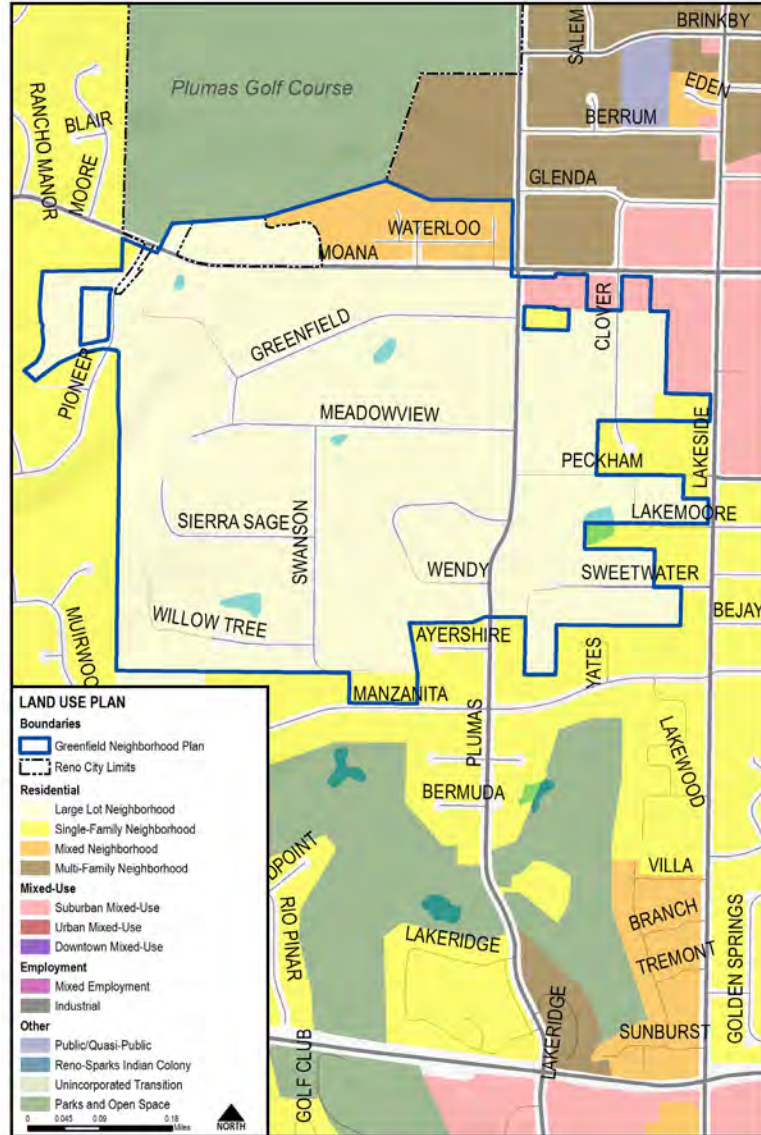 BRINKBY
SALEM
Plumas Golf Course
EDEN
RANCHO MANOR
BLAIR
BERRUM
MOORE
GLENDA
WATERLOO
MOANA
CLOVER
GREENFIELD
PIONEER
MEADOWVIEW
LAKESIDE
PECKHAM
SIERRA SAGE
SWANSON
LAKEMOORE
WENDY
SWEETWATER
WILLOW TREE
BEJAY
AYERSHIRE
MUIRWOO
YATES
MANZANITA
PLUMAS
LAKEWOOD
BERMUDA
DPOINT
VILLA
RIO PINAR
BRANCH
LAKERIDGE
TREMONT
GOLDEN SPRINGS
SUNBURST
LAKERIDGE
GOLF CLUB
LAND USE PLAN
Boundaries
Greenfield Neighborhood Plan
Reno City Limits
Residential
Large Lot Neighborhood
Single-Family Neighborhood
Mixed Neighborhood
Multi-Family Neighborhood
Mixed-Use
Suburban Mixed-Use
Urban Mixed-Use
Downtown Mixed-Use
Employment
Mixed Employment
Industrial
Other
Public/Quasi-Public
Reno-Sparks Indian Colony
Unincorporated Transition
Parks and Open Space
0 0.045 0.09 0.18
Miles
NORTH